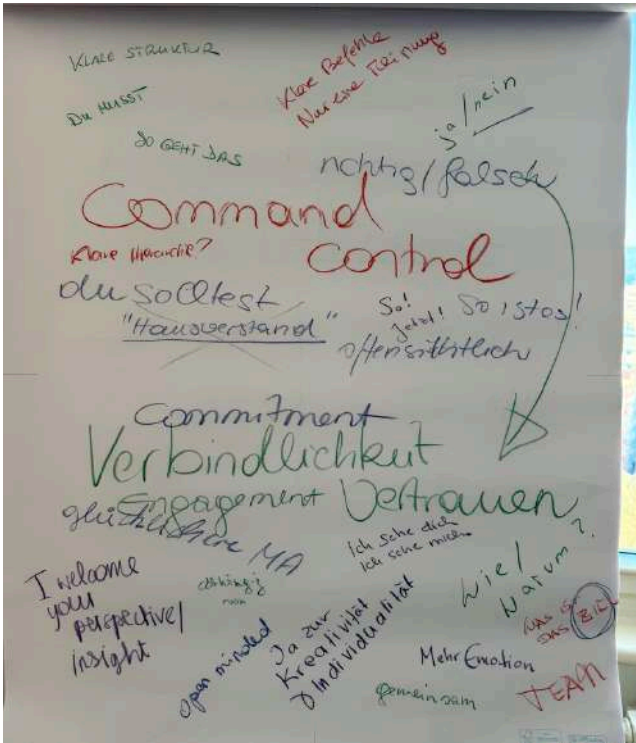 KLARE STRUKTUR
Klare Befehle
Nur eine Meinung
DU MUSST
ja/nein
SO GEHT DAS
richtig/falsch
Command
control
Klare Hierarchie?
du solltest
So!
Jetzt!
So ist es!
"Hausverstand"
offensichtlich
Commitment
Verbindlichkeit
Engagement Vertrauen
glücklichere MA
Ich sehe dich
Ich sehe mich
I welcome
your
perspective/
insight
abhängig
open minded
Ja zur
Kreativität
& Individualität
Wie/
Warum?
WAS IS
DAS ZIEL
Mehr Emotion
gemeinsam
TEAM